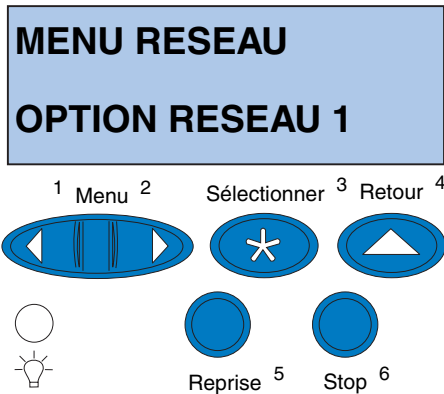 MENU RESEAU
OPTION RESEAU 1
1 Menu 2 Sélectionner 3 Retour 4
Reprise 5 Stop 6